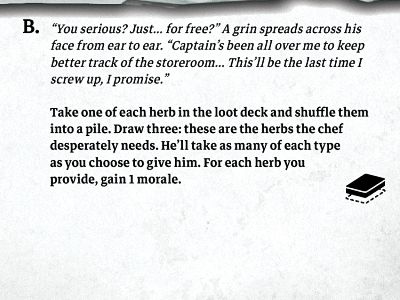 B. “You serious? Just... for free?” A grin spreads across his
face from ear to ear. “Captain’s been all over me to keep
better track of the storeroom... This’ll be the last time I
screw up, I promise.”
Take one of each herb in the loot deck and shuffle them
into a pile. Draw three: these are the herbs the chef
desperately needs. He’ll take as many of each type
as you choose to give him. For each herb you
provide, gain 1 morale.